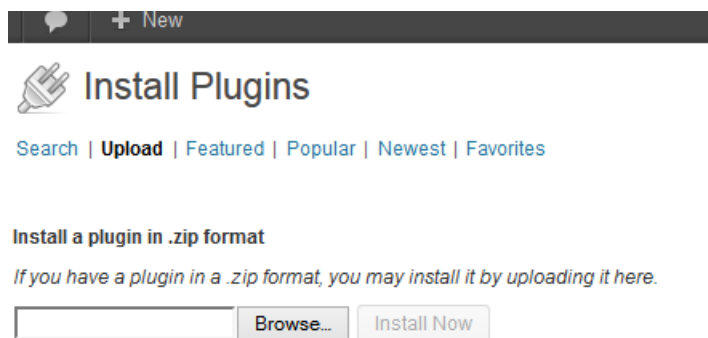 + New
Install Plugins
Search | Upload | Featured | Popular | Newest | Favorites
Install a plugin in .zip format
If you have a plugin in a .zip format, you may install it by uploading it here.
Browse... Install Now